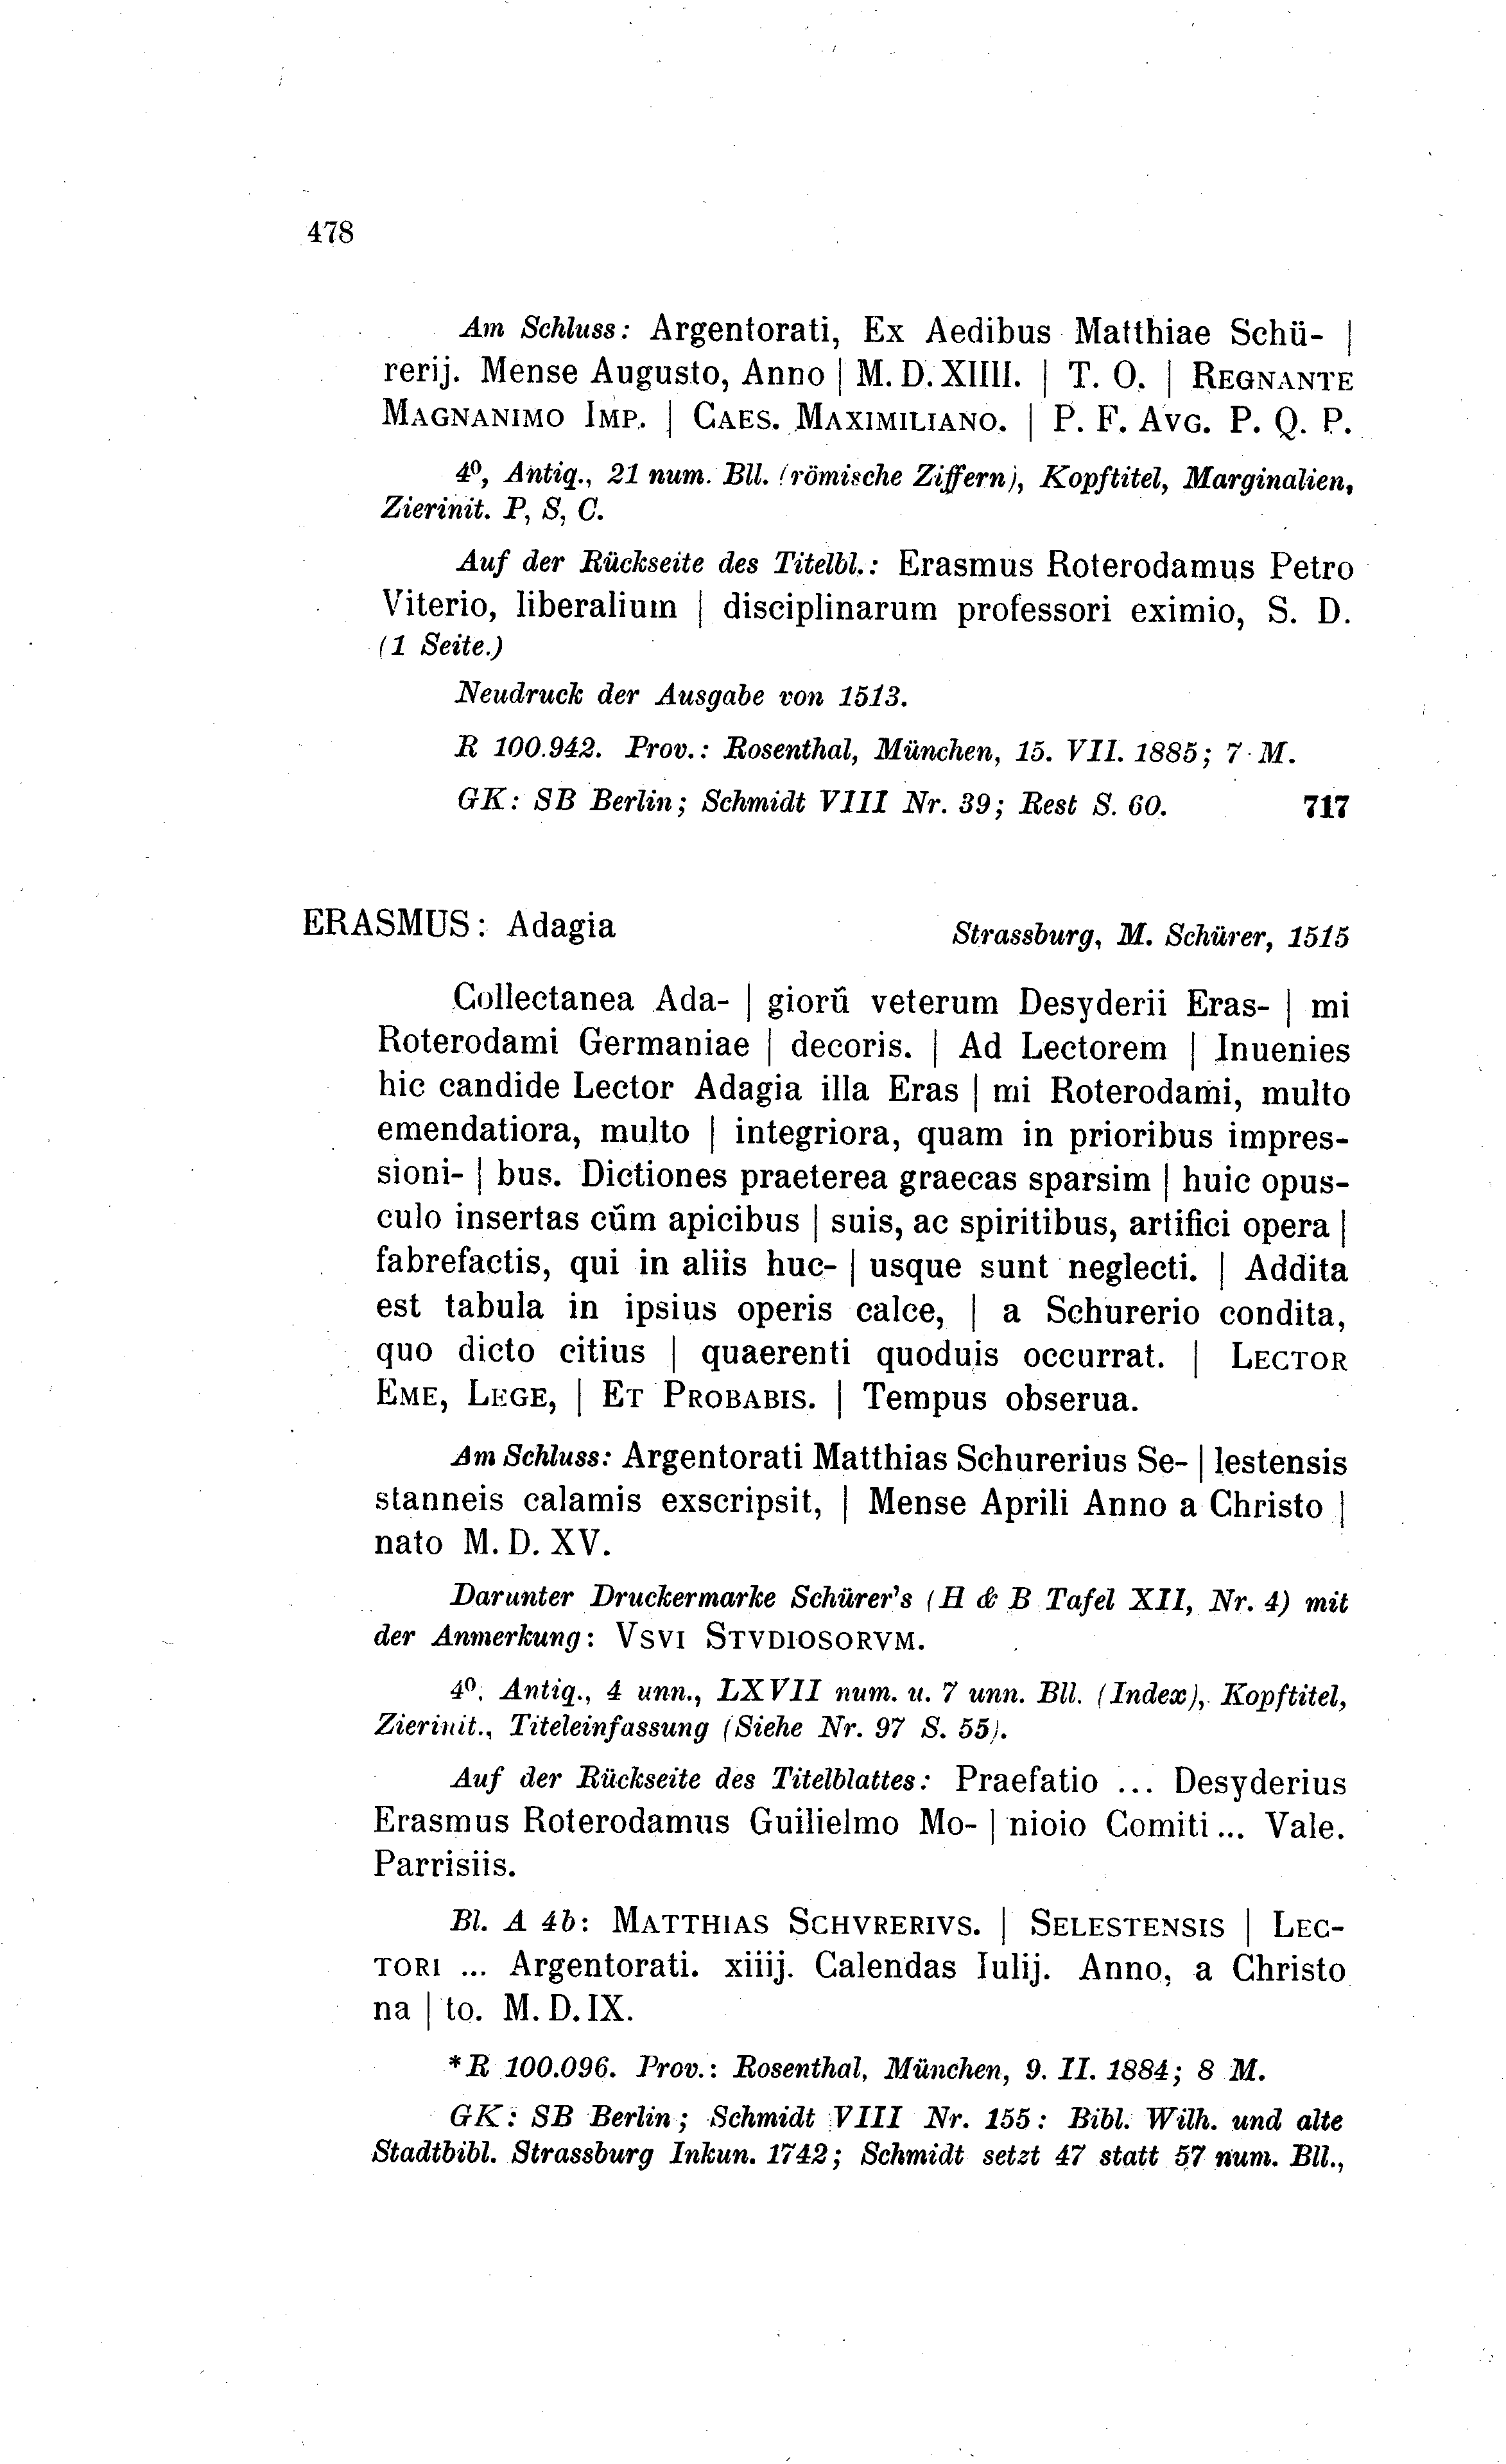 478
Am Schluss: Argentorati, Ex Aedibus Matthiae Schü- |
rerij. Mense Augusto, Anno | M. D. XIIII. | T. O. | REGNANTE
MAGNANIMO IMP. | CAES. MAXIMILIANO. | P. F. AVG. P. Q. P.
4⁰, Antiq., 21 num. Bll. (römische Ziffern), Kopftitel, Marginalien,
Zierinit. P, S, C.
Auf der Rückseite des Titelbl.: Erasmus Roterodamus Petro
Viterio, liberalium | disciplinarum professori eximio, S. D.
(1 Seite.)
Neudruck der Ausgabe von 1513.
R 100.942. Prov.: Rosenthal, München, 15. VII. 1885; 7 M.
GK: SB Berlin; Schmidt VIII Nr. 39; Rest S. 60. 717
ERASMUS: Adagia Strassburg, M. Schürer, 1515
Collectanea Ada- | giorũ veterum Desyderii Eras- | mi
Roterodami Germaniae | decoris. | Ad Lectorem | Inuenies
hic candide Lector Adagia illa Eras | mi Roterodami, multo
emendatiora, multo | integriora, quam in prioribus impres-
sioni- | bus. Dictiones praeterea graecas sparsim | huic opus-
culo insertas cũm apicibus | suis, ac spiritibus, artifici opera |
fabrefactis, qui in aliis huc- | usque sunt neglecti. | Addita
est tabula in ipsius operis calce, | a Schurerio condita,
quo dicto citius | quaerenti quoduis occurrat. | LECTOR
EME, LEGE, | ET PROBABIS. | Tempus obserua.
Am Schluss: Argentorati Matthias Schurerius Se- | lestensis
stanneis calamis exscripsit, | Mense Aprili Anno a Christo |
nato M. D. XV.
Darunter Druckermarke Schürer's (H & B Tafel XII, Nr. 4) mit
der Anmerkung: VSVI STVDIOSORVM.
4⁰. Antiq., 4 unn., LXVII num. u. 7 unn. Bll. (Index), Kopftitel,
Zierinit., Titeleinfassung (Siehe Nr. 97 S. 55).
Auf der Rückseite des Titelblattes: Praefatio ... Desyderius
Erasmus Roterodamus Guilielmo Mo- | nioio Comiti ... Vale.
Parrisiis.
Bl. A 4b: MATTHIAS SCHVRERIVS. | SELESTENSIS | LEC-
TORI ... Argentorati. xiiij. Calendas Iulij. Anno, a Christo
na | to. M. D. IX.
*R 100.096. Prov.: Rosenthal, München, 9. II. 1884; 8 M.
GK: SB Berlin; Schmidt VIII Nr. 155: Bibl. Wilh. und alte
Stadtbibl. Strassburg Inkun. 1742; Schmidt setzt 47 statt 57 num. Bll.,